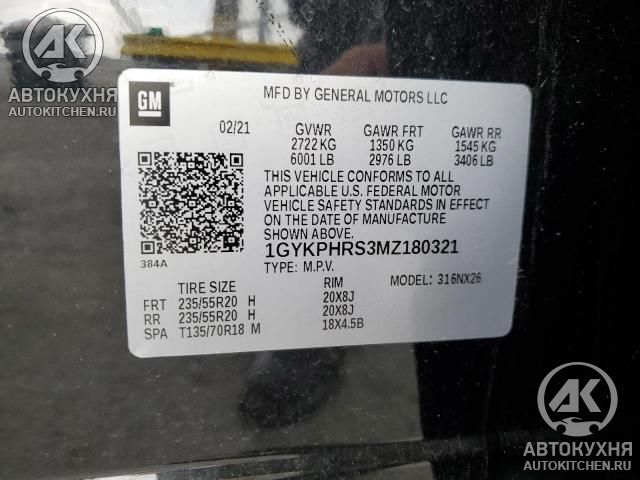 AK
АВТОКУХНЯ
AUTOKITCHEN.RU
GM
MFD BY GENERAL MOTORS LLC
02/21 GVWR GAWR FRT GAWR RR
2722 KG 1350 KG 1545 KG
6001 LB 2976 LB 3406 LB
THIS VEHICLE CONFORMS TO ALL
APPLICABLE U.S. FEDERAL MOTOR
VEHICLE SAFETY STANDARDS IN EFFECT
ON THE DATE OF MANUFACTURE
SHOWN ABOVE.
384A
1GYKPHRS3MZ180321
TYPE: M.P.V. MODEL: 316NX26
TIRE SIZE RIM
FRT 235/55R20 H 20X8J
RR 235/55R20 H 20X8J
SPA T135/70R18 M 18X4.5B
AK
АВТОКУХНЯ
AUTOKITCHEN.RU